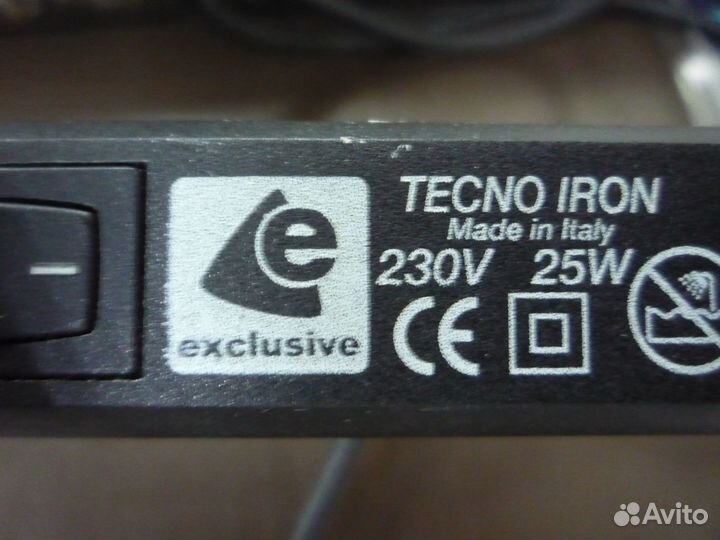 TECNO IRON
Made in Italy
230V 25W
e
exclusive
CE
Avito